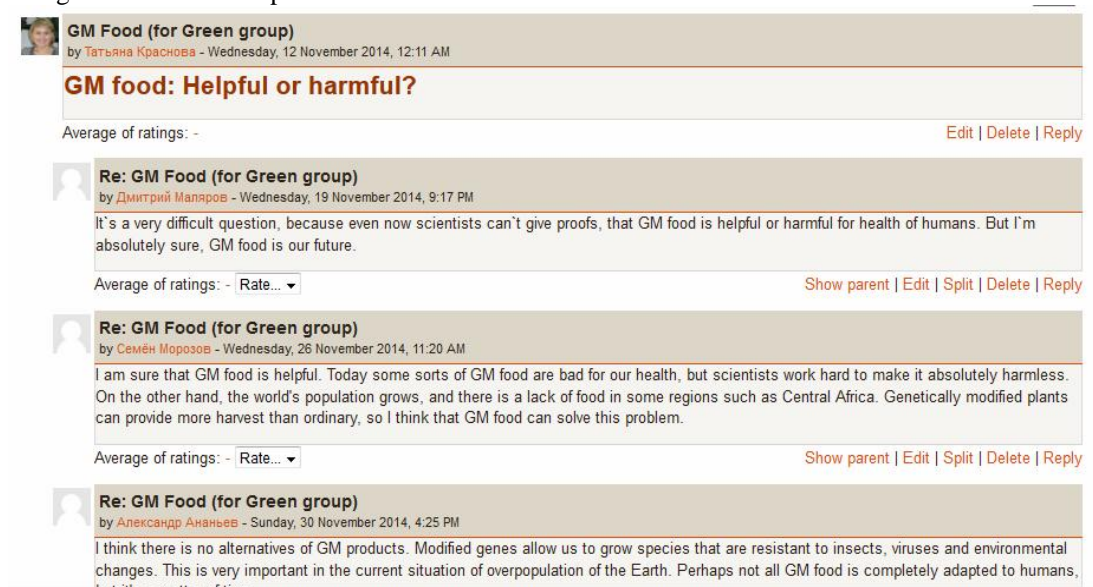 GM Food (for Green group)
by Татьяна Краснова - Wednesday, 12 November 2014, 12:11 AM
GM food: Helpful or harmful?
Average of ratings: -
Edit | Delete | Reply
Re: GM Food (for Green group)
by Дмитрий Маляров - Wednesday, 19 November 2014, 9:17 PM
It`s a very difficult question, because even now scientists can`t give proofs, that GM food is helpful or harmful for health of humans. But I`m
absolutely sure, GM food is our future.
Average of ratings: - Rate...
Show parent | Edit | Split | Delete | Reply
Re: GM Food (for Green group)
by Семён Морозов - Wednesday, 26 November 2014, 11:20 AM
I am sure that GM food is helpful. Today some sorts of GM food are bad for our health, but scientists work hard to make it absolutely harmless.
On the other hand, the world's population grows, and there is a lack of food in some regions such as Central Africa. Genetically modified plants
can provide more harvest than ordinary, so I think that GM food can solve this problem.
Average of ratings: - Rate...
Show parent | Edit | Split | Delete | Reply
Re: GM Food (for Green group)
by Александр Ананьев - Sunday, 30 November 2014, 4:25 PM
I think there is no alternatives of GM products. Modified genes allow us to grow species that are resistant to insects, viruses and environmental
changes. This is very important in the current situation of overpopulation of the Earth. Perhaps not all GM food is completely adapted to humans,